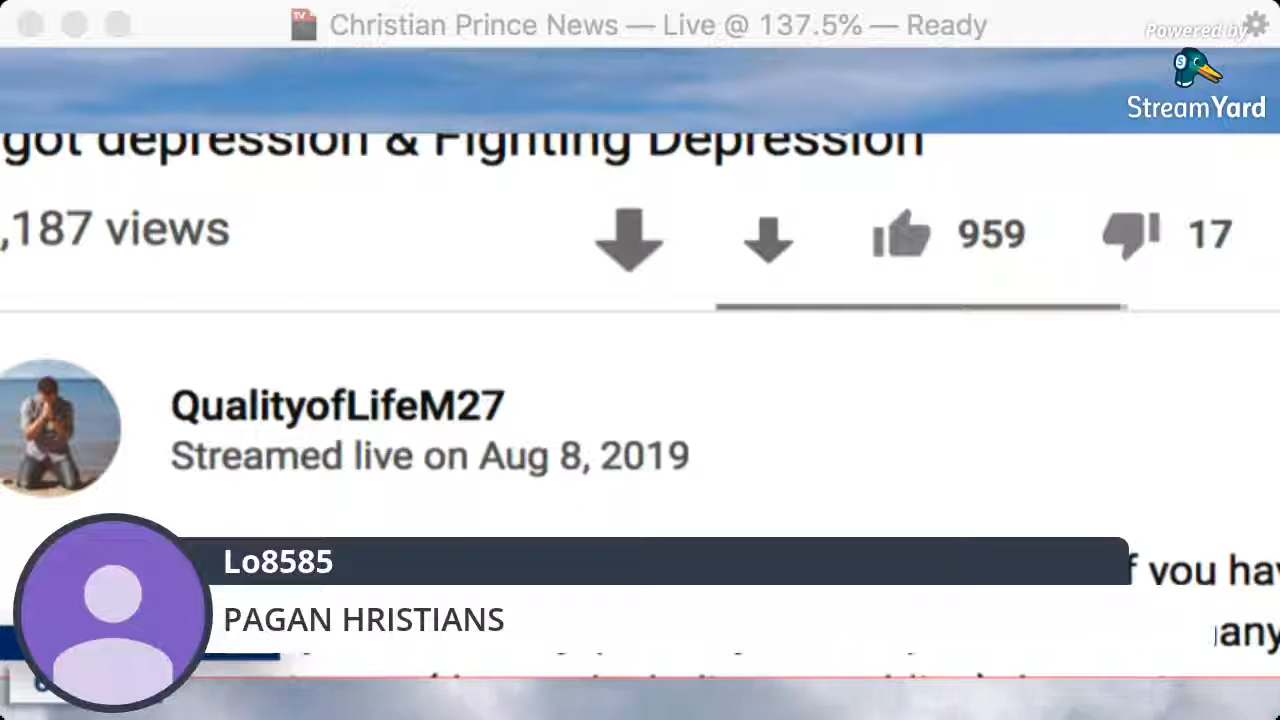 Christian Prince News — Live @ 137.5% — Ready
Powered by
StreamYard
got depression & Fighting Depression
,187 views
959
17
QualityofLifeM27
Streamed live on Aug 8, 2019
Lo8585
f you hav
PAGAN HRISTIANS
any